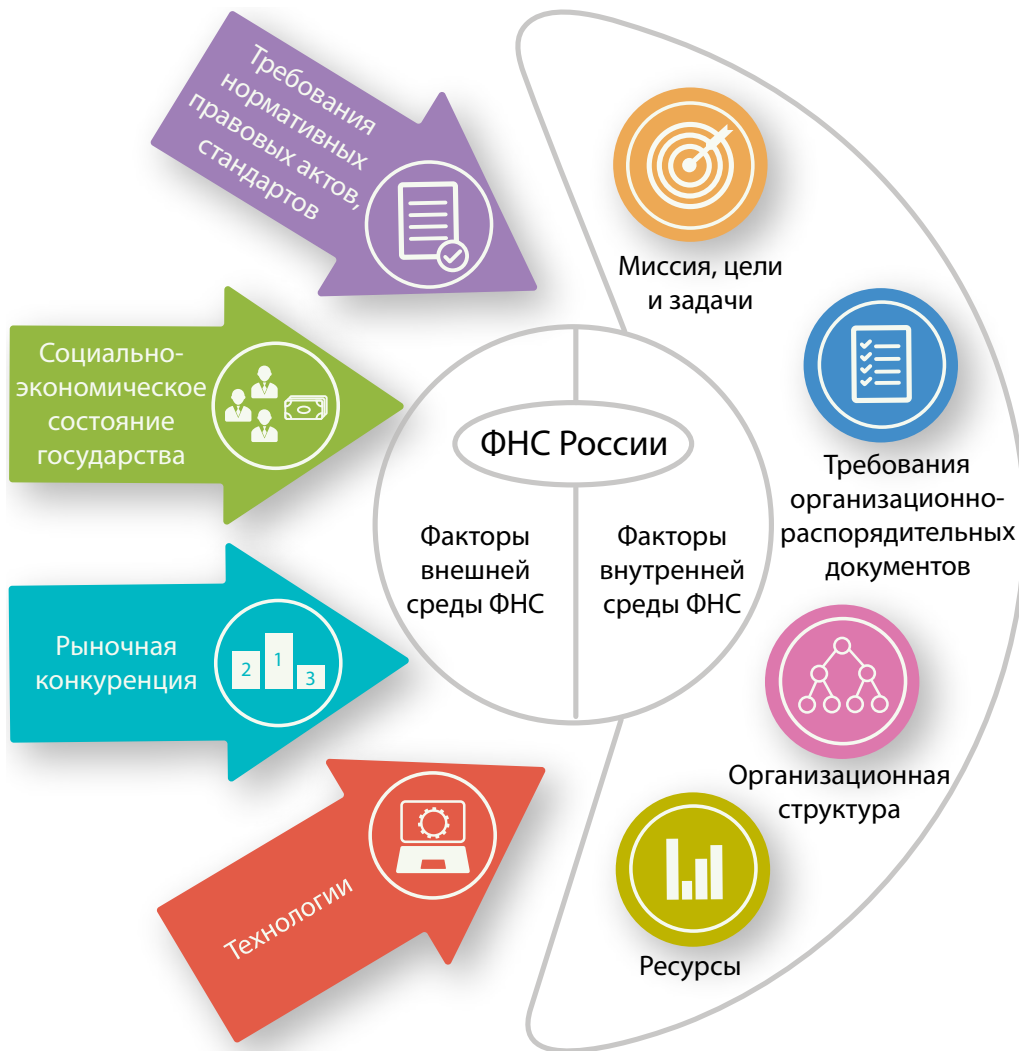 Требования
нормативных
правовых актов,
стандартов
Социально-
экономическое
состояние
государства
Рыночная
конкуренция
2
1
3
Технологии
ФНС России
Факторы
внешней
среды ФНС
Факторы
внутренней
среды ФНС
Миссия, цели
и задачи
Требования
организационно-
распорядительных
документов
Организационная
структура
Ресурсы